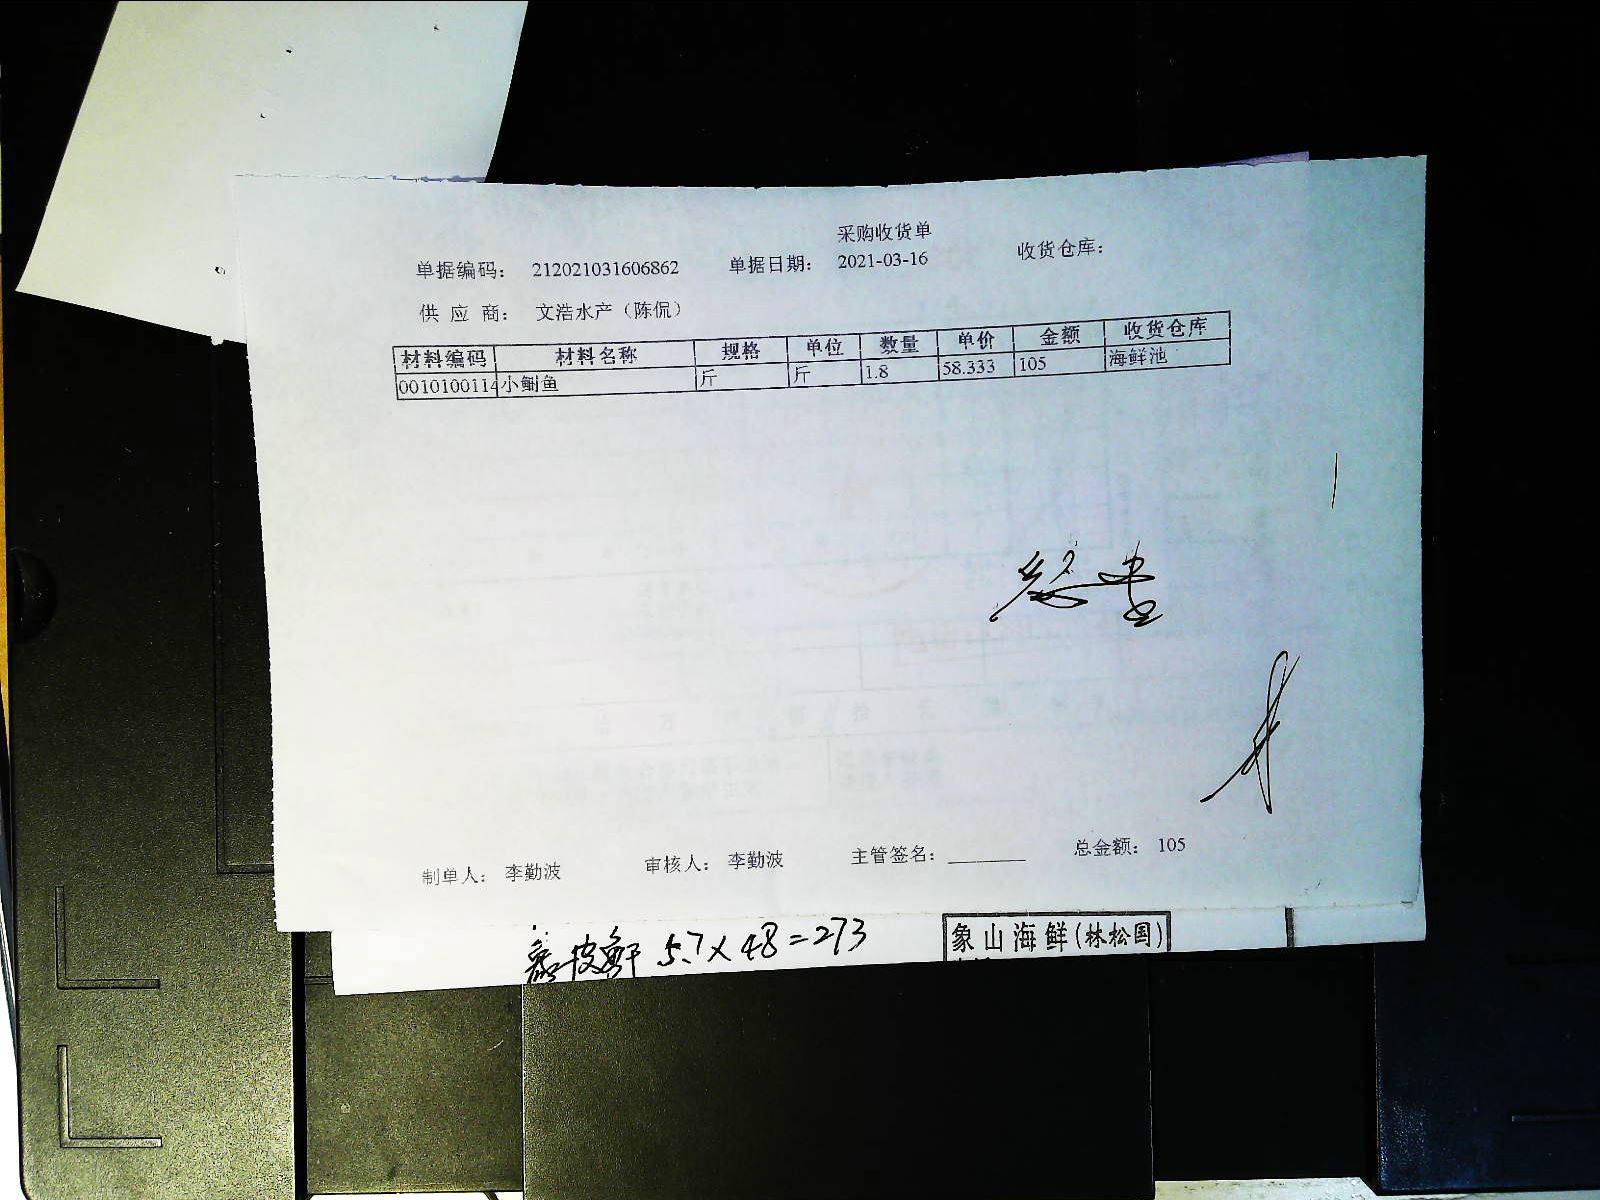 采购收货单
单据编码： 212021031606862 单据日期： 2021-03-16 收货仓库：
供 应 商： 文浩水产（陈侃）
材料编码 材料名称 规格 单位 数量 单价 金额 收货仓库
0010100114 小鲗鱼 斤 斤 1.8 58.333 105 海鲜池
制单人： 李勤波 审核人： 李勤波 主管签名：________ 总金额： 105
5.7×48=273
象山海鲜(林松国)